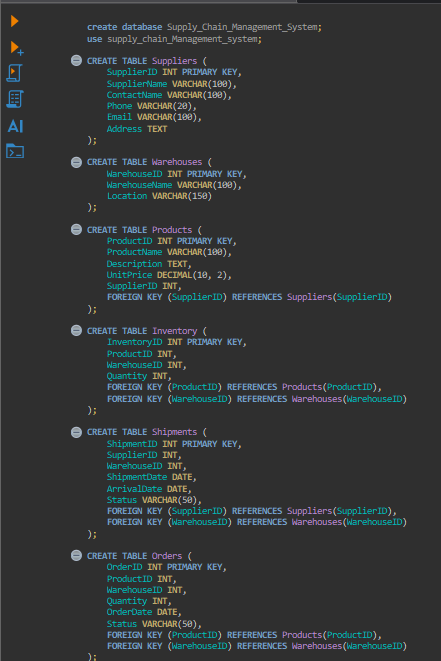 create database Supply_Chain_Management_System;
use supply_chain_Management_system;
CREATE TABLE Suppliers (
SupplierID INT PRIMARY KEY,
SupplierName VARCHAR(100),
ContactName VARCHAR(100),
Phone VARCHAR(20),
Email VARCHAR(100),
Address TEXT
);
CREATE TABLE Warehouses (
WarehouseID INT PRIMARY KEY,
WarehouseName VARCHAR(100),
Location VARCHAR(150)
);
CREATE TABLE Products (
ProductID INT PRIMARY KEY,
ProductName VARCHAR(100),
Description TEXT,
UnitPrice DECIMAL(10, 2),
SupplierID INT,
FOREIGN KEY (SupplierID) REFERENCES Suppliers(SupplierID)
);
CREATE TABLE Inventory (
InventoryID INT PRIMARY KEY,
ProductID INT,
WarehouseID INT,
Quantity INT,
FOREIGN KEY (ProductID) REFERENCES Products(ProductID),
FOREIGN KEY (WarehouseID) REFERENCES Warehouses(WarehouseID)
);
CREATE TABLE Shipments (
ShipmentID INT PRIMARY KEY,
SupplierID INT,
WarehouseID INT,
ShipmentDate DATE,
ArrivalDate DATE,
Status VARCHAR(50),
FOREIGN KEY (SupplierID) REFERENCES Suppliers(SupplierID),
FOREIGN KEY (WarehouseID) REFERENCES Warehouses(WarehouseID)
);
CREATE TABLE Orders (
OrderID INT PRIMARY KEY,
ProductID INT,
WarehouseID INT,
Quantity INT,
OrderDate DATE,
Status VARCHAR(50),
FOREIGN KEY (ProductID) REFERENCES Products(ProductID),
FOREIGN KEY (WarehouseID) REFERENCES Warehouses(WarehouseID)
);
AI